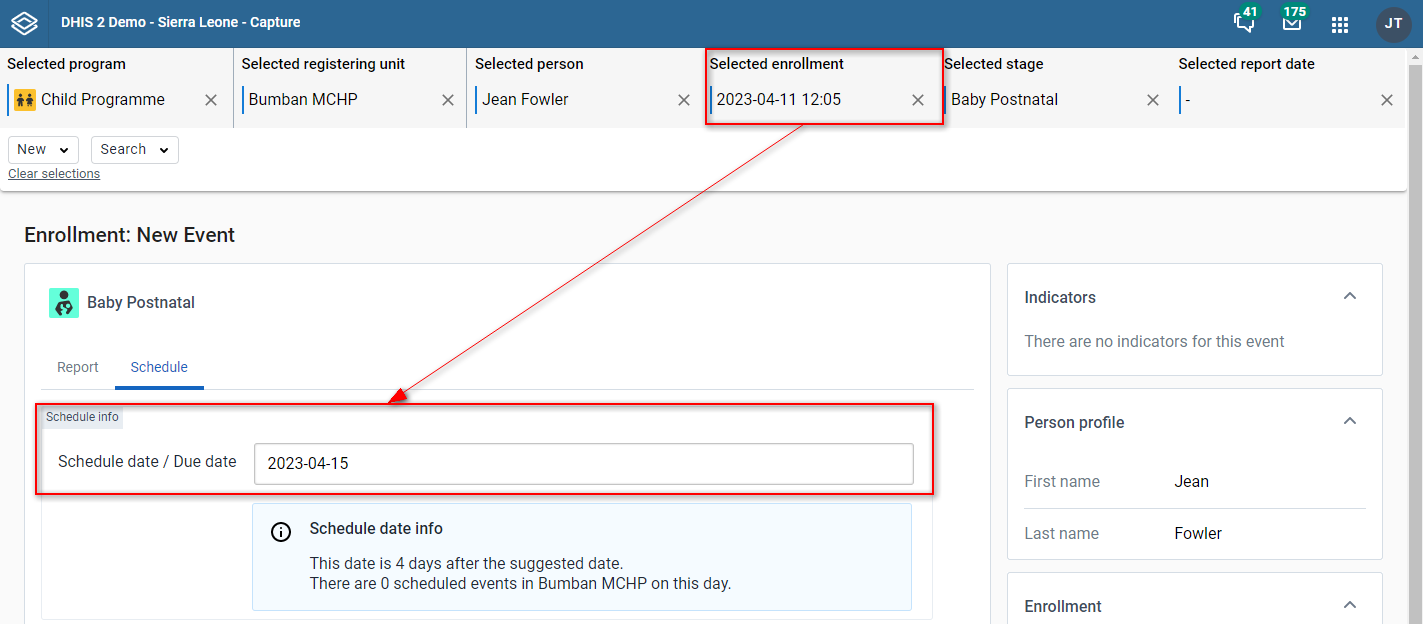 DHIS 2 Demo - Sierra Leone - Capture
41
175
JT
Selected program
Child Programme
Selected registering unit
Bumban MCHP
Selected person
Jean Fowler
Selected enrollment
2023-04-11 12:05
Selected stage
Baby Postnatal
Selected report date
-
New
Search
Clear selections
Enrollment: New Event
Baby Postnatal
Report
Schedule
Schedule info
Schedule date / Due date
2023-04-15
Schedule date info
This date is 4 days after the suggested date.
There are 0 scheduled events in Bumban MCHP on this day.
Indicators
There are no indicators for this event
Person profile
First name
Jean
Last name
Fowler
Enrollment